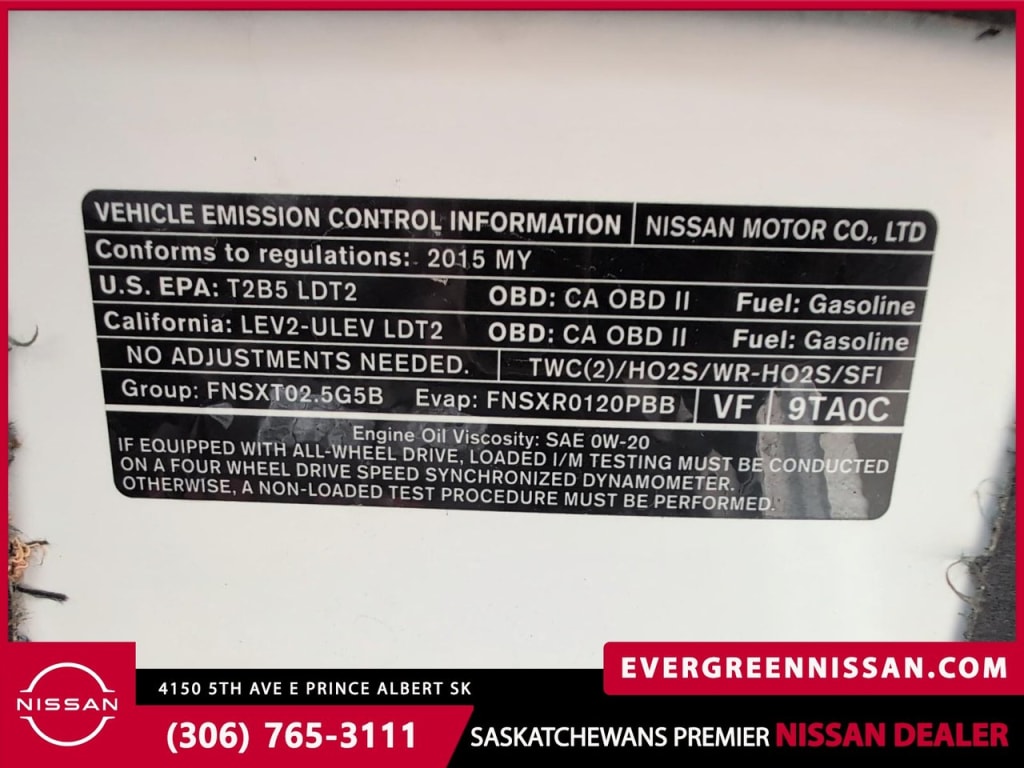 VEHICLE EMISSION CONTROL INFORMATION NISSAN MOTOR CO., LTD
Conforms to regulations: 2015 MY
U.S. EPA: T2B5 LDT2 OBD: CA OBD II Fuel: Gasoline
California: LEV2-ULEV LDT2 OBD: CA OBD II Fuel: Gasoline
NO ADJUSTMENTS NEEDED. TWC(2)/HO2S/WR-HO2S/SFI
Group: FNSXT02.5G5B Evap: FNSXR0120PBB VF 9TA0C
Engine Oil Viscosity: SAE 0W-20
IF EQUIPPED WITH ALL-WHEEL DRIVE, LOADED I/M TESTING MUST BE CONDUCTED
ON A FOUR WHEEL DRIVE SPEED SYNCHRONIZED DYNAMOMETER.
OTHERWISE, A NON-LOADED TEST PROCEDURE MUST BE PERFORMED.
EVERGREENNISSAN.COM
NISSAN
4150 5TH AVE E PRINCE ALBERT SK
(306) 765-3111
SASKATCHEWANS PREMIER NISSAN DEALER